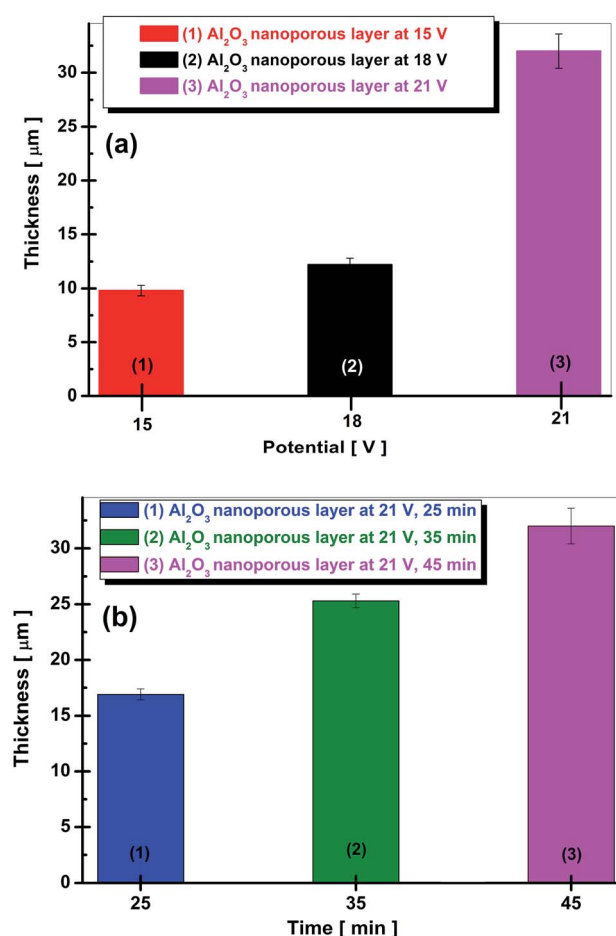 (1) Al₂O₃ nanoporous layer at 15 V
(2) Al₂O₃ nanoporous layer at 18 V
(3) Al₂O₃ nanoporous layer at 21 V
(a)
Thickness [ μm ]
30
25
20
15
10
5
0
(1)
(2)
(3)
15
18
21
Potential [ V ]
(1) Al₂O₃ nanoporous layer at 21 V, 25 min
(2) Al₂O₃ nanoporous layer at 21 V, 35 min
(3) Al₂O₃ nanoporous layer at 21 V, 45 min
(b)
Thickness [ μm ]
30
25
20
15
10
5
0
(1)
(2)
(3)
25
35
45
Time [ min ]